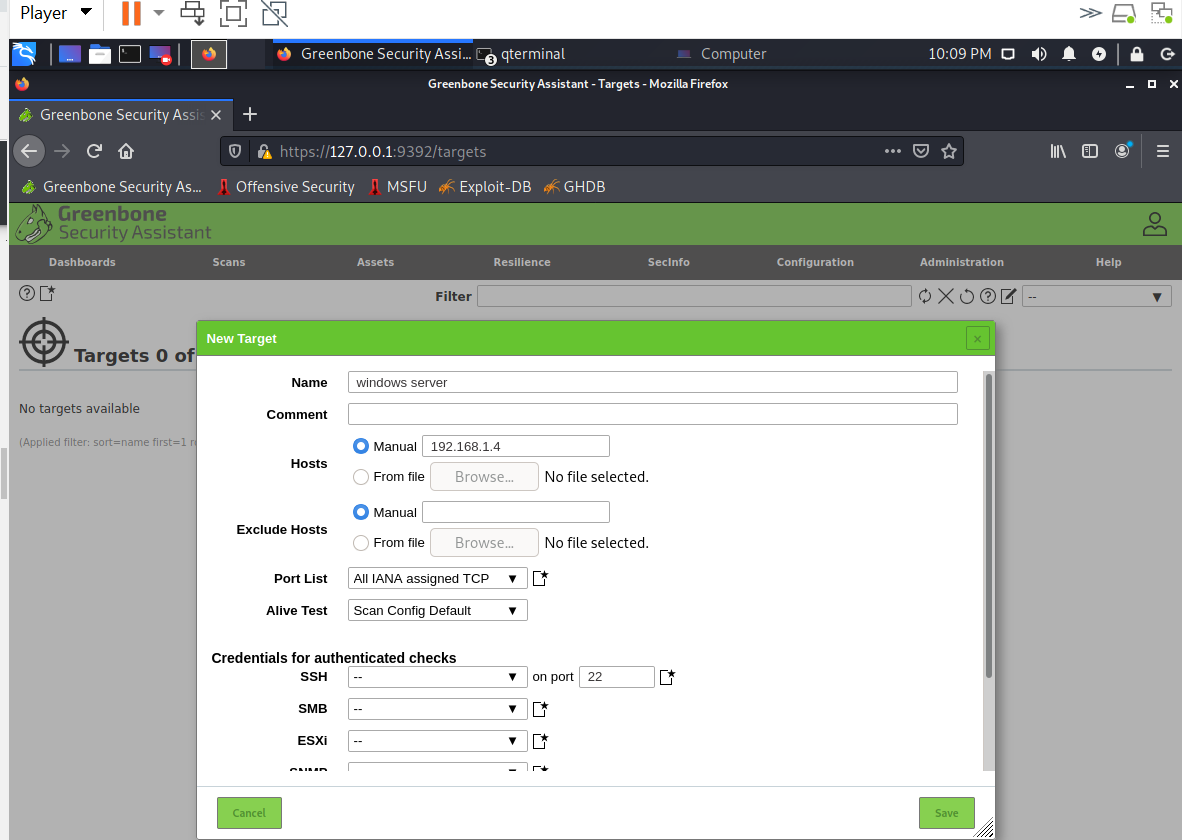 Player
Greenbone Security Assi... 3 qterminal Computer 10:09 PM
Greenbone Security Assistant - Targets - Mozilla Firefox
Greenbone Security Assis
https://127.0.0.1:9392/targets
Greenbone Security As... Offensive Security MSFU Exploit-DB GHDB
Greenbone
Security Assistant
Dashboards Scans Assets Resilience SecInfo Configuration Administration Help
Filter --
Targets 0 of
No targets available
(Applied filter: sort=name first=1 ro
New Target
Name windows server
Comment
Hosts
Manual 192.168.1.4
From file Browse... No file selected.
Exclude Hosts
Manual
From file Browse... No file selected.
Port List All IANA assigned TCP
Alive Test Scan Config Default
Credentials for authenticated checks
SSH -- on port 22
SMB --
ESXi --
SNMP
Cancel Save